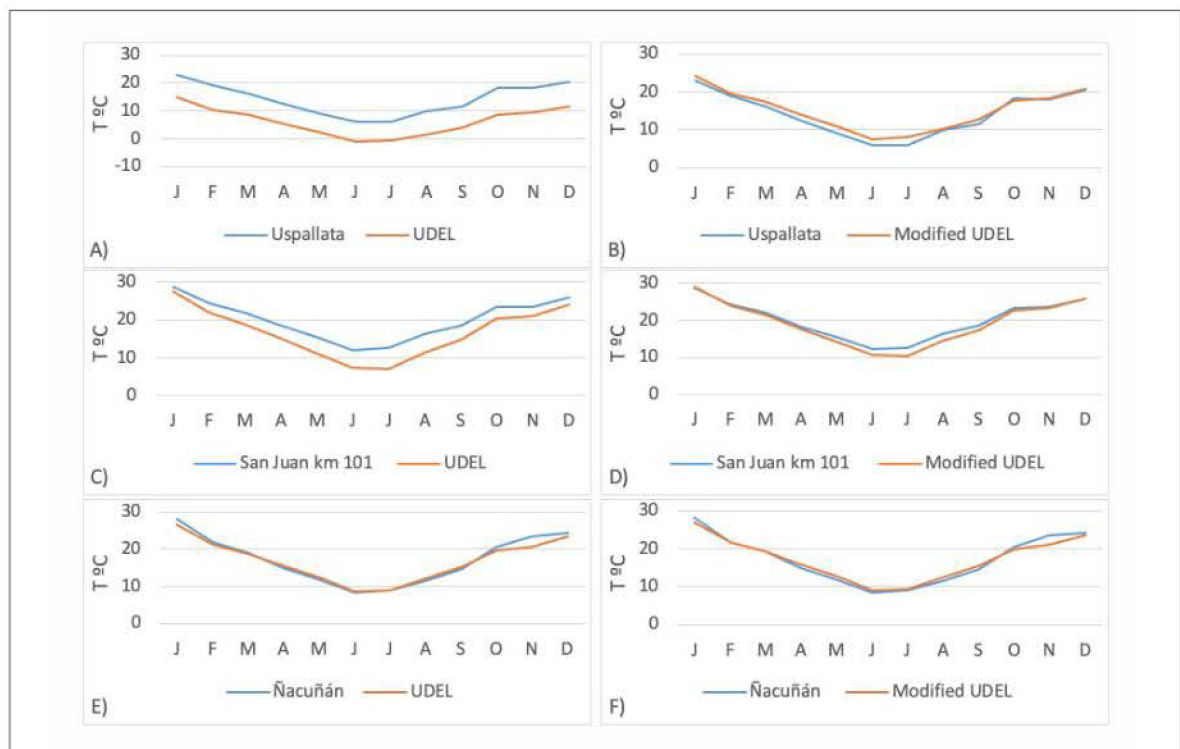 30
20
10
0
-10
T ºC
J F M A M J J A S O N D
Uspallata UDEL
A)
30
20
10
0
T ºC
J F M A M J J A S O N D
Uspallata Modified UDEL
B)
30
20
10
0
T ºC
J F M A M J J A S O N D
San Juan km 101 UDEL
C)
30
20
10
0
T ºC
J F M A M J J A S O N D
San Juan km 101 Modified UDEL
D)
30
20
10
0
T ºC
J F M A M J J A S O N D
Ñacuñán UDEL
E)
30
20
10
0
T ºC
J F M A M J J A S O N D
Ñacuñán Modified UDEL
F)